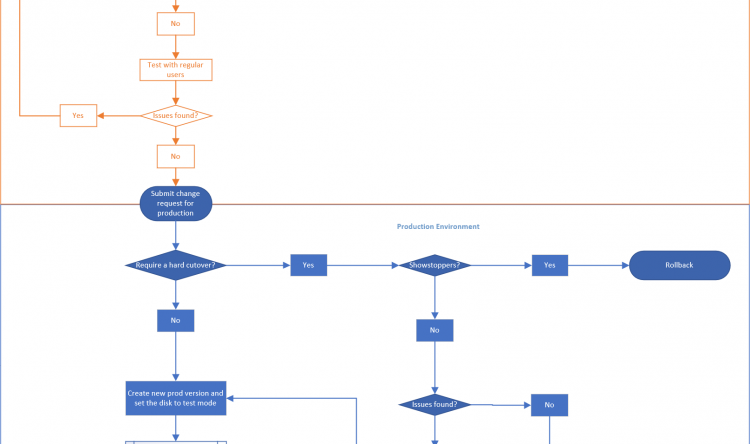 No
Test with regular
users
Yes
Issues found?
No
Submit change
request for
production
Production Environment
Require a hard cutover?
Yes
Showstoppers?
Yes
Rollback
No
No
Create new prod version and
set the disk to test mode
Issues found?
No